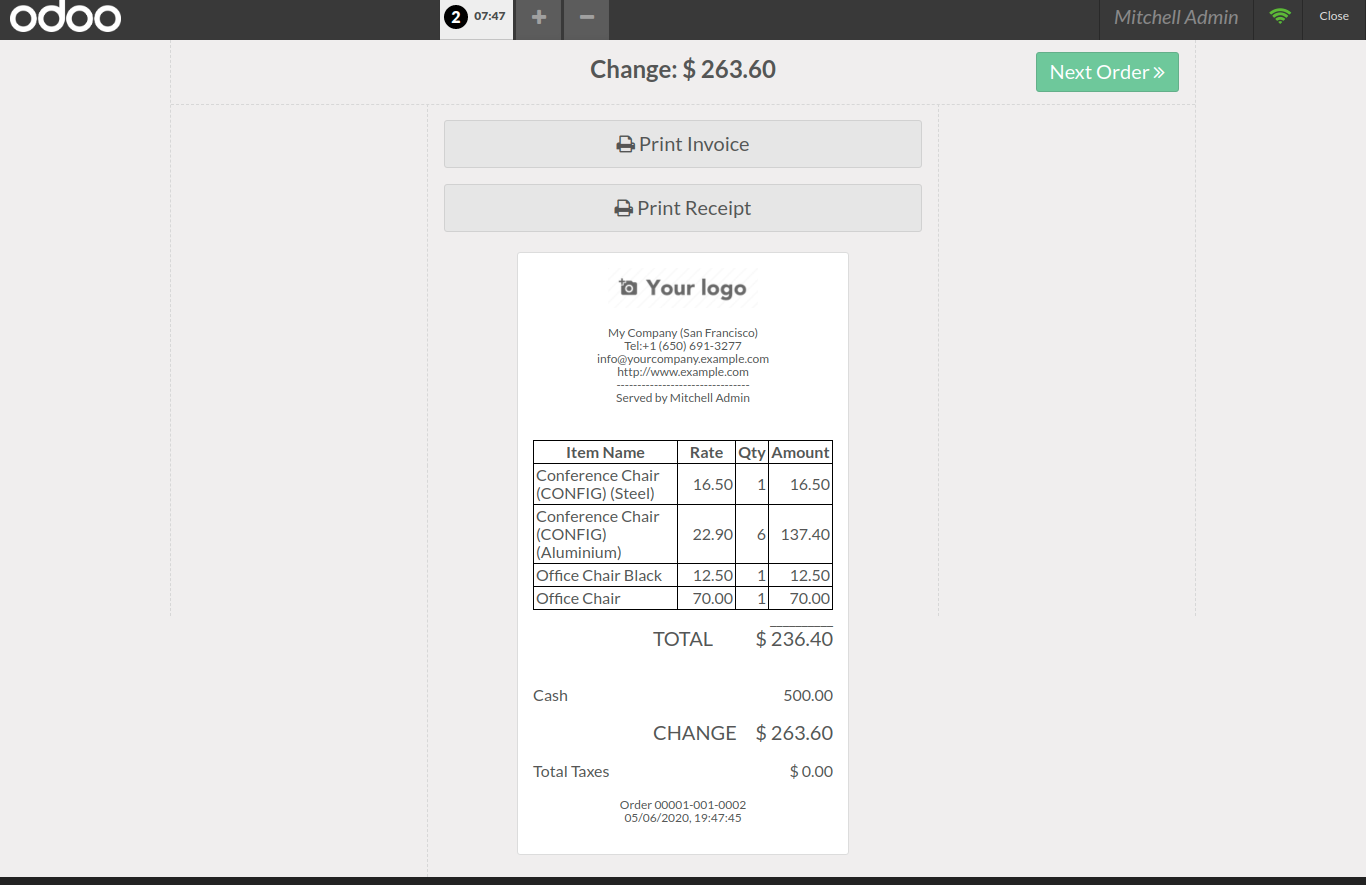 odoo 2 07:47 + − Mitchell Admin Close
Change: $ 263.60 Next Order »
Print Invoice
Print Receipt
Your logo
My Company (San Francisco)
Tel:+1 (650) 691-3277
info@yourcompany.example.com
http://www.example.com
--------------------------------
Served by Mitchell Admin
Item Name Rate Qty Amount
Conference Chair
(CONFIG) (Steel) 16.50 1 16.50
Conference Chair
(CONFIG) 22.90 6 137.40
(Aluminium)
Office Chair Black 12.50 1 12.50
Office Chair 70.00 1 70.00
TOTAL $ 236.40
Cash 500.00
CHANGE $ 263.60
Total Taxes $ 0.00
Order 00001-001-0002
05/06/2020, 19:47:45